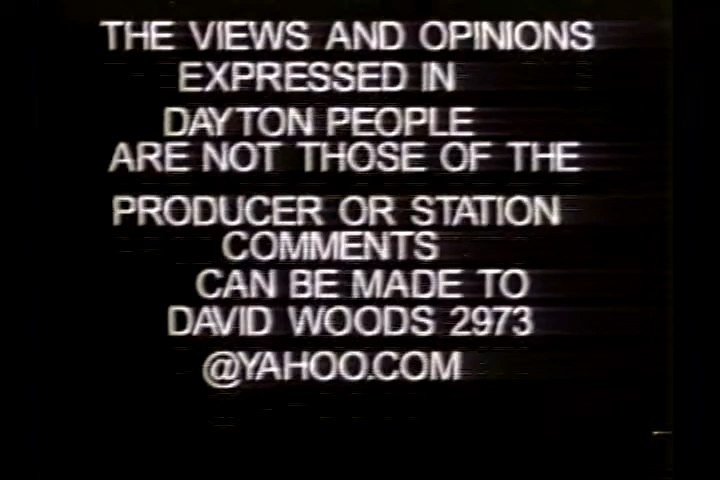 THE VIEWS AND OPINIONS
EXPRESSED IN
DAYTON PEOPLE
ARE NOT THOSE OF THE
PRODUCER OR STATION
COMMENTS
CAN BE MADE TO
DAVID WOODS 2973
@YAHOO.COM